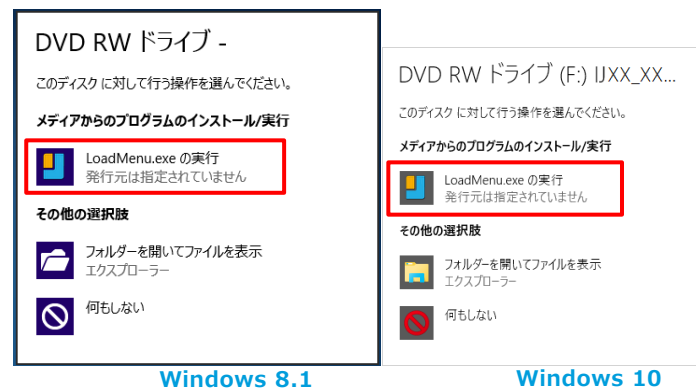 DVD RW ドライブ -
このディスク に対して行う操作を選んでください。
メディアからのプログラムのインストール/実行
LoadMenu.exe の実行
発行元は指定されていません
その他の選択肢
フォルダーを開いてファイルを表示
エクスプローラー
何もしない
Windows 8.1
DVD RW ドライブ (F:) IJXX_XX...
このディスク に対して行う操作を選んでください。
メディアからのプログラムのインストール/実行
LoadMenu.exe の実行
発行元は指定されていません
その他の選択肢
フォルダーを開いてファイルを表示
エクスプローラー
何もしない
Windows 10